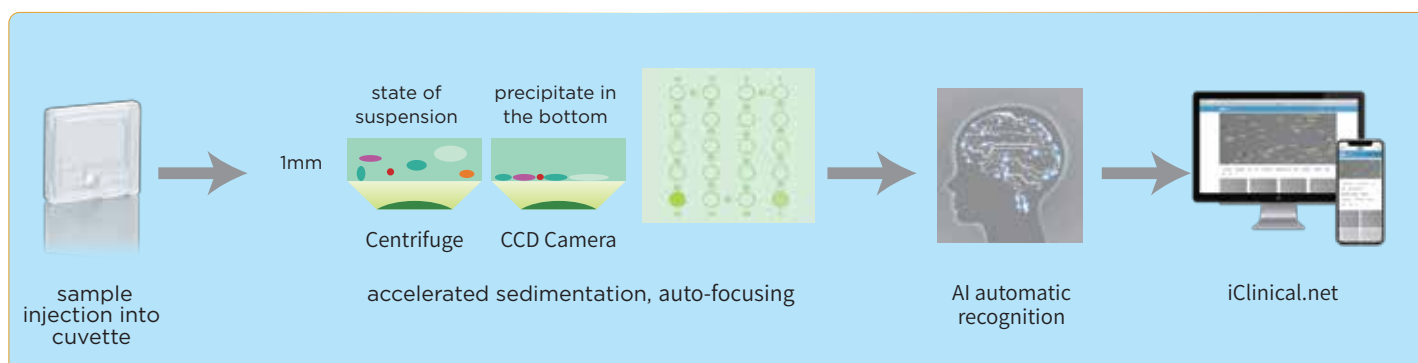 state of
suspension
precipitate in
the bottom
1mm
Centrifuge
CCD Camera
sample
injection into
cuvette
accelerated sedimentation, auto-focusing
AI automatic
recognition
iClinical.net